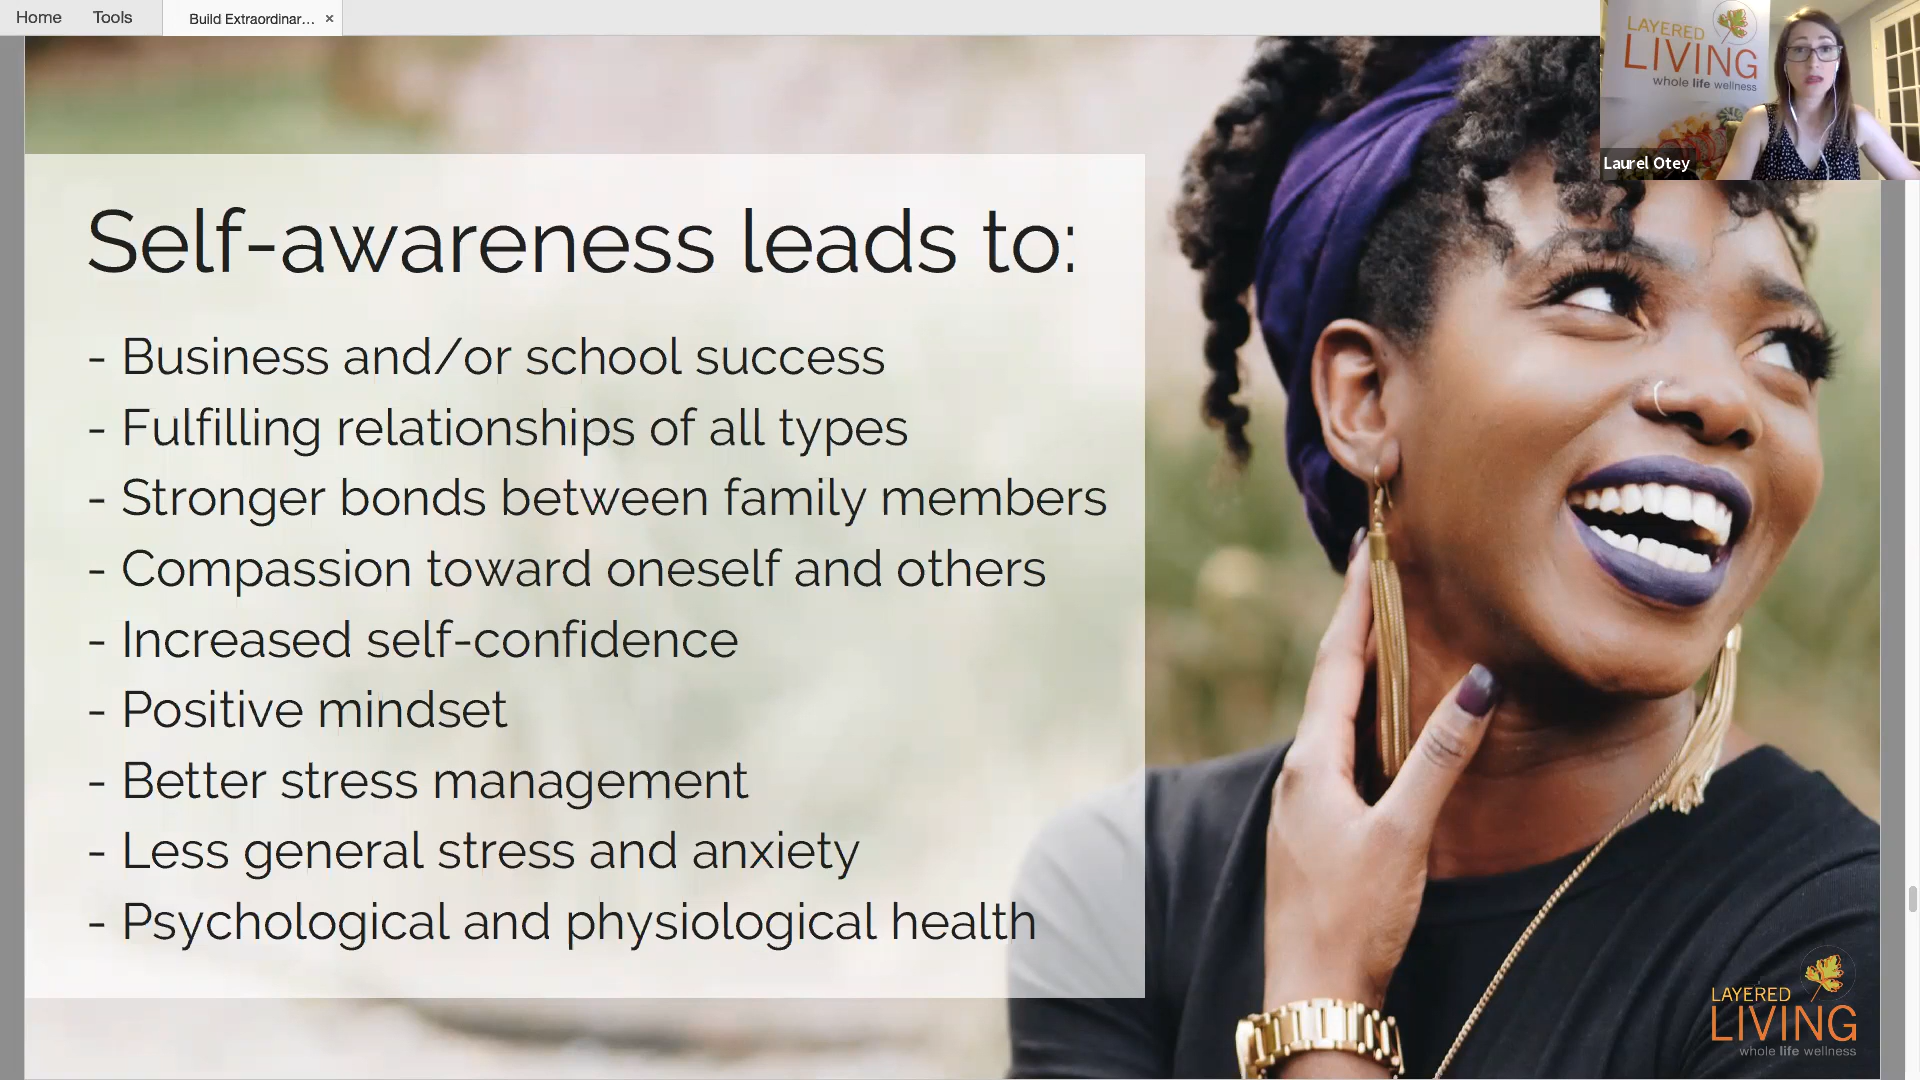 Home Tools Build Extraordinar... ×
LAYERED
LIVING
whole life wellness
Laurel Otey
Self-awareness leads to:
- Business and/or school success
- Fulfilling relationships of all types
- Stronger bonds between family members
- Compassion toward oneself and others
- Increased self-confidence
- Positive mindset
- Better stress management
- Less general stress and anxiety
- Psychological and physiological health
LAYERED
LIVING
whole life wellness